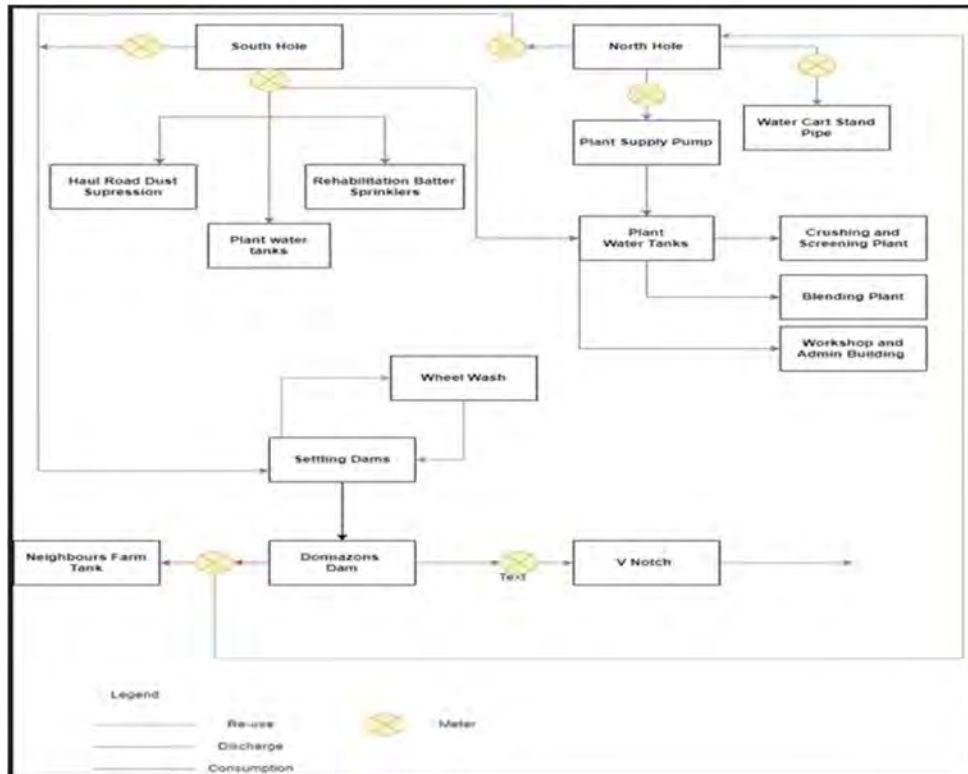 South Hole
North Hole
Water Cart Stand
Pipe
Plant Supply Pump
Haul Road Dust
Supression
Rehabilitation Batter
Sprinklers
Plant water
tanks
Plant
Water Tanks
Crushing and
Screening Plant
Blending Plant
Workshop and
Admin Building
Wheel Wash
Settling Dams
Neighbours Farm
Tank
Donnazons
Dam
Text
V Notch
Legend
Re-use
Meter
Discharge
Consumption